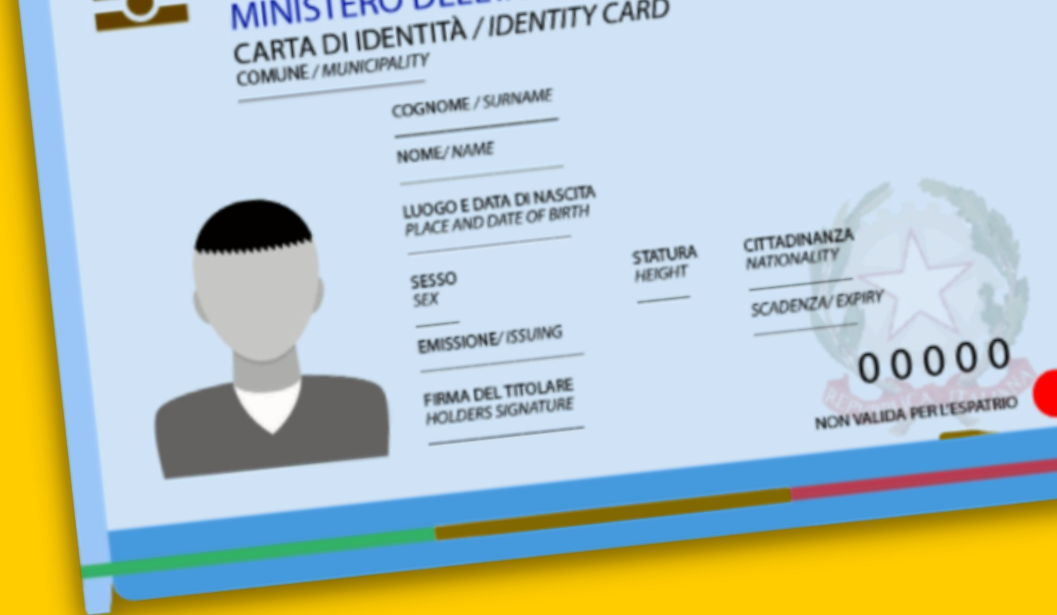 MINISTERO
CARTA DI IDENTITÀ / IDENTITY CARD
COMUNE / MUNICIPALITY
COGNOME / SURNAME
NOME/ NAME
LUOGO E DATA DI NASCITA
PLACE AND DATE OF BIRTH
SESSO
SEX
STATURA
HEIGHT
CITTADINANZA
NATIONALITY
SCADENZA/ EXPIRY
EMISSIONE/ ISSUING
FIRMA DEL TITOLARE
HOLDERS SIGNATURE
00000
NON VALIDA PER L'ESPATRIO